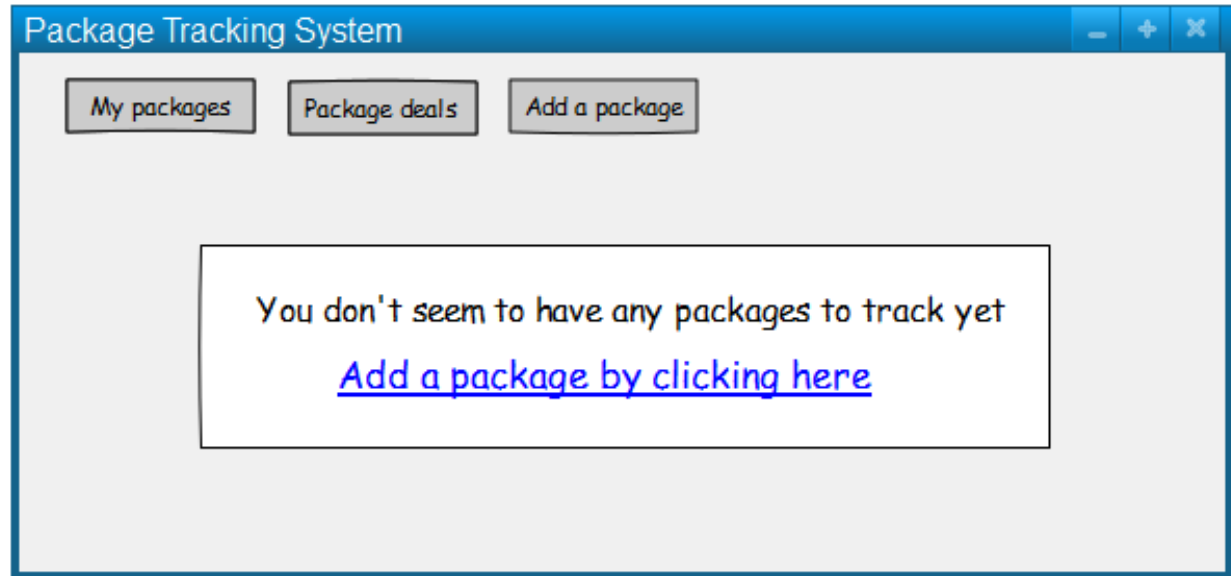 Package Tracking System
My packages
Package deals
Add a package
You don't seem to have any packages to track yet
Add a package by clicking here